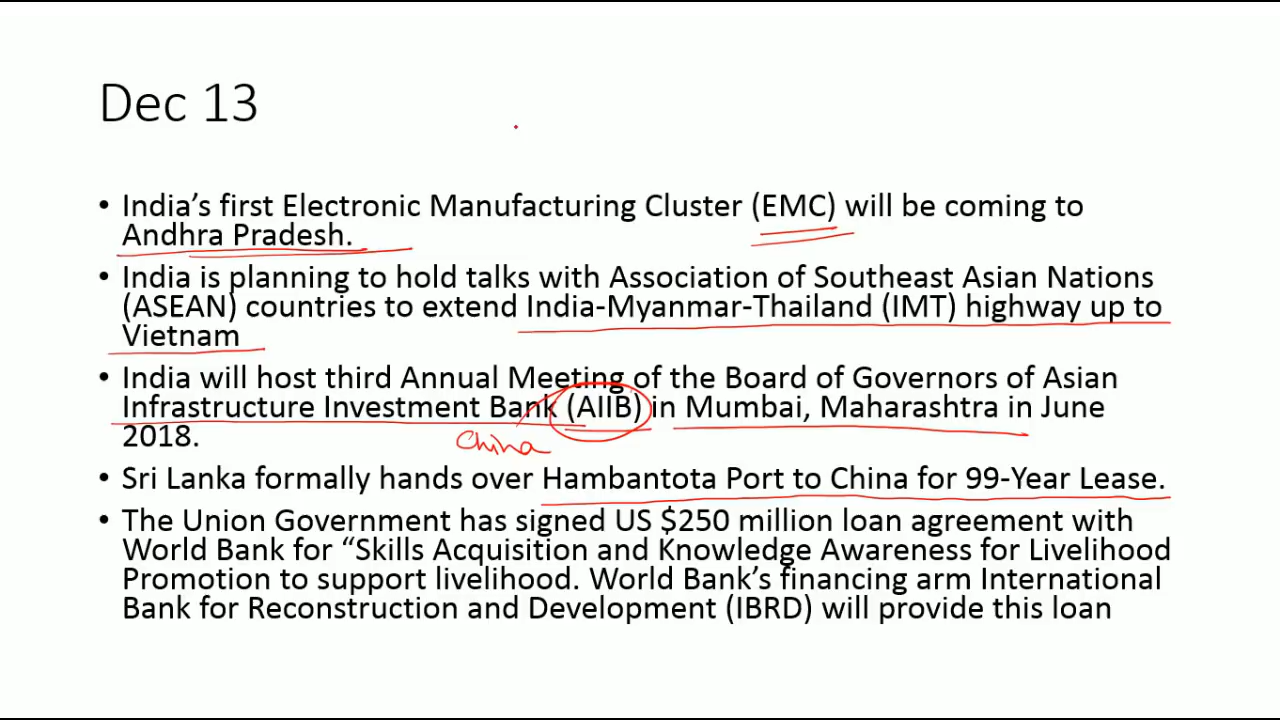 Dec 13
• India's first Electronic Manufacturing Cluster (EMC) will be coming to
Andhra Pradesh.
• India is planning to hold talks with Association of Southeast Asian Nations
(ASEAN) countries to extend India-Myanmar-Thailand (IMT) highway up to
Vietnam
• India will host third Annual Meeting of the Board of Governors of Asian
Infrastructure Investment Bank (AIIB) in Mumbai, Maharashtra in June
2018.
China
• Sri Lanka formally hands over Hambantota Port to China for 99-Year Lease.
• The Union Government has signed US $250 million loan agreement with
World Bank for “Skills Acquisition and Knowledge Awareness for Livelihood
Promotion to support livelihood. World Bank's financing arm International
Bank for Reconstruction and Development (IBRD) will provide this loan